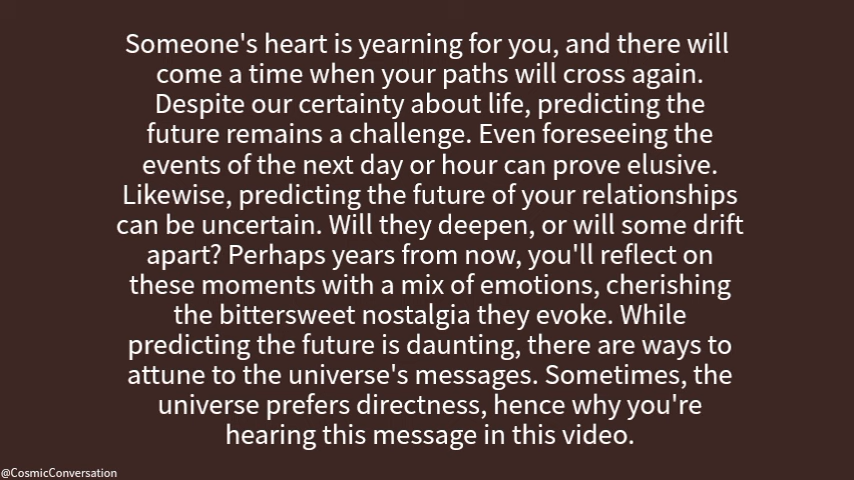 Someone's heart is yearning for you, and there will
come a time when your paths will cross again.
Despite our certainty about life, predicting the
future remains a challenge. Even foreseeing the
events of the next day or hour can prove elusive.
Likewise, predicting the future of your relationships
can be uncertain. Will they deepen, or will some drift
apart? Perhaps years from now, you'll reflect on
these moments with a mix of emotions, cherishing
the bittersweet nostalgia they evoke. While
predicting the future is daunting, there are ways to
attune to the universe's messages. Sometimes, the
universe prefers directness, hence why you're
hearing this message in this video.
@CosmicConversation